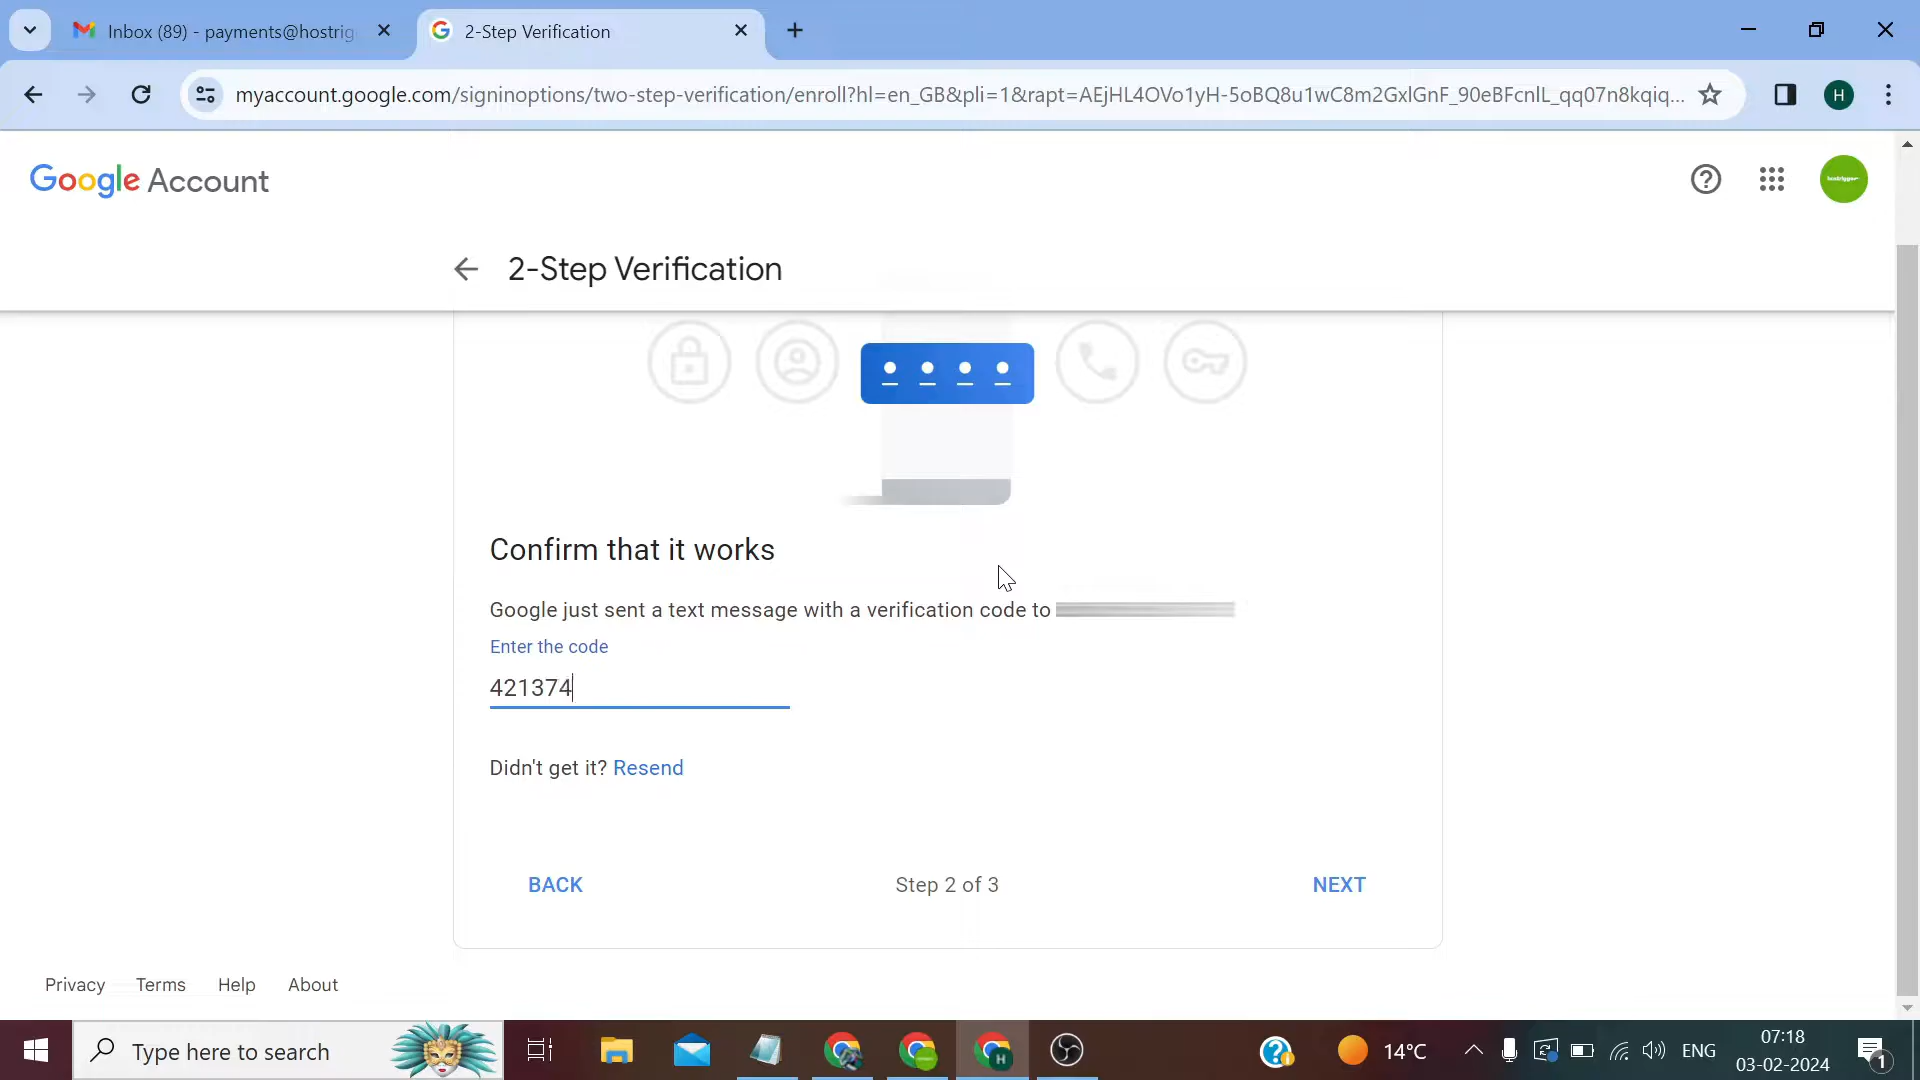 Inbox (89) - payments@hostrig
2-Step Verification
myaccount.google.com/signinoptions/two-step-verification/enroll?hl=en_GB&pli=1&rapt=AEjHL4OVo1yH-5oBQ8u1wC8m2GxlGnF_90eBFcnlL_qq07n8kqiq...
H
Google Account
hostrigger
2-Step Verification
Confirm that it works
Google just sent a text message with a verification code to
Enter the code
421374
Didn't get it? Resend
BACK
Step 2 of 3
NEXT
Privacy
Terms
Help
About
Type here to search
H
14°C
ENG
07:18
03-02-2024
1